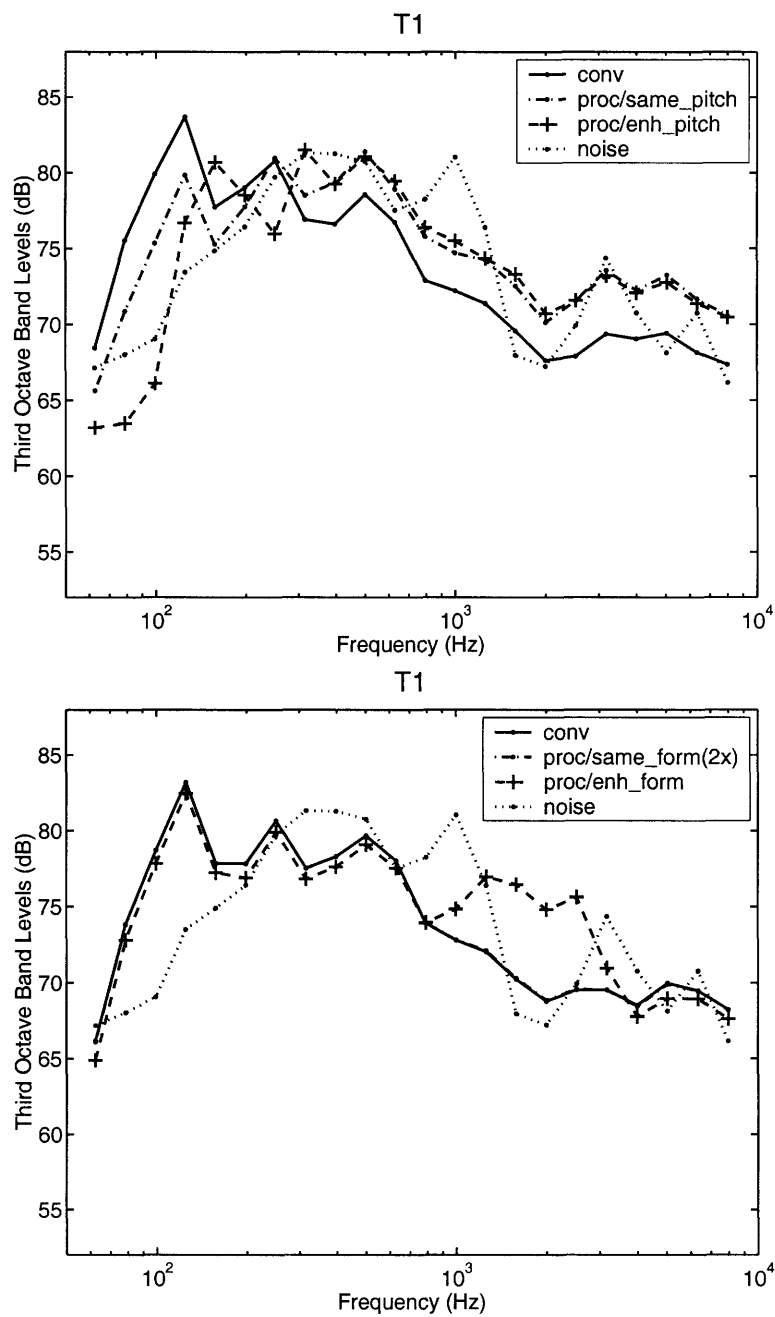 T1
conv
proc/same_pitch
proc/enh_pitch
noise
85
80
75
70
65
60
55
Third Octave Band Levels (dB)
10²
10³
10⁴
Frequency (Hz)
T1
conv
proc/same_form(2x)
proc/enh_form
noise
85
80
75
70
65
60
55
Third Octave Band Levels (dB)
10²
10³
10⁴
Frequency (Hz)